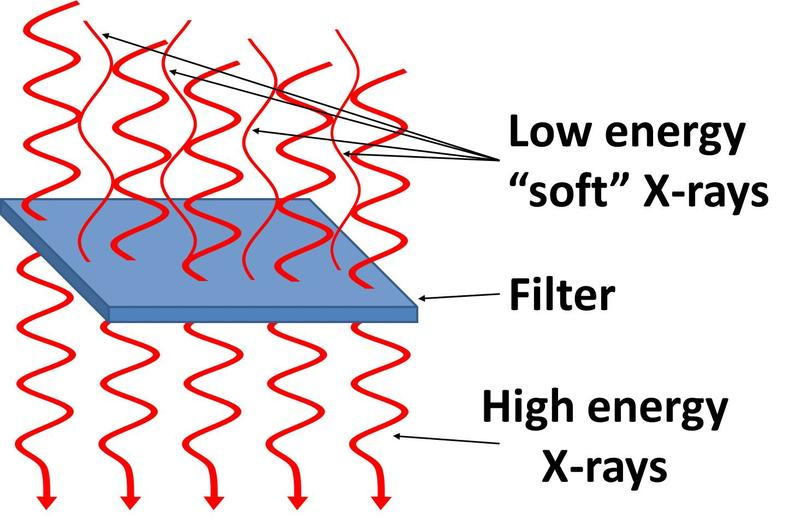 Low energy
“soft” X-rays
Filter
High energy
X-rays